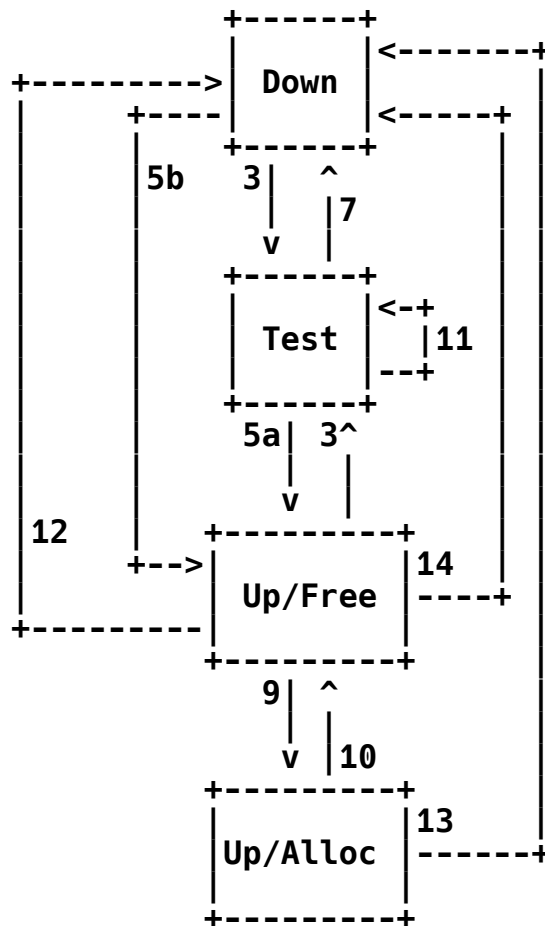 +------+
|      |<-------+
+--------->| Down |        |
|     +----|      |<-----+ |
|     |    +------+      | |
|     |5b   3|  ^        | |
|     |      |  |7       | |
|     |      v  |        | |
|     |    +------+      | |
|     |    |      |<-+   | |
|     |    | Test |  |11 | |
|     |    |      |--+   | |
|     |    +------+      | |
|     |     5a|  3^      | |
|     |       |   |      | |
|     |       v   |      | |
|12   |   +---------+    | |
|     +-->|         |14  | |
|         | Up/Free |----+ |
+---------|         |      |
          +---------+      |
            9|  ^          |
             |  |          |
             v  |10        |
          +---------+      |
          |         |13    |
          |Up/Alloc |------+
          |         |
          +---------+